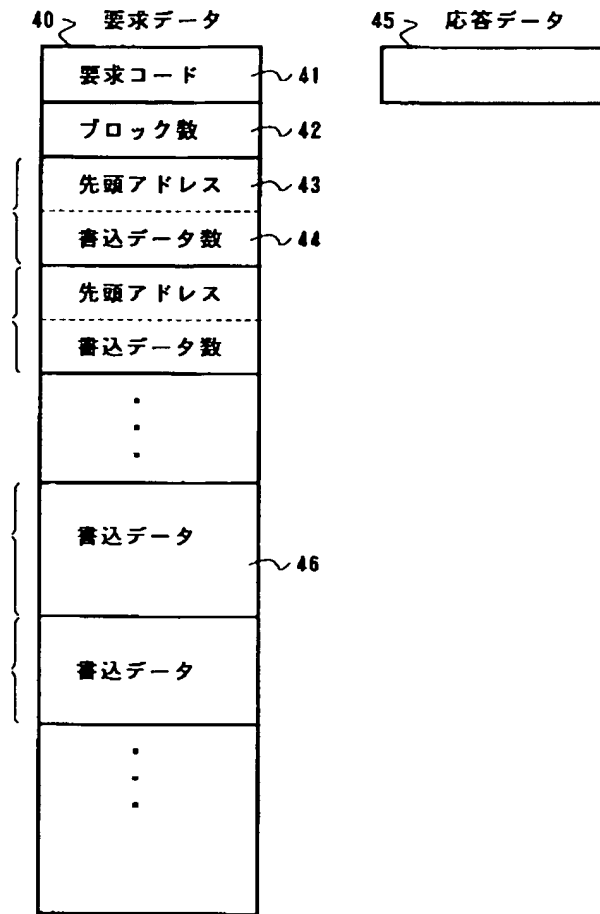 40 要求データ
要求コード 41
ブロック数 42
先頭アドレス 43
書込データ数 44
先頭アドレス
書込データ数
書込データ
46
書込データ
45 応答データ